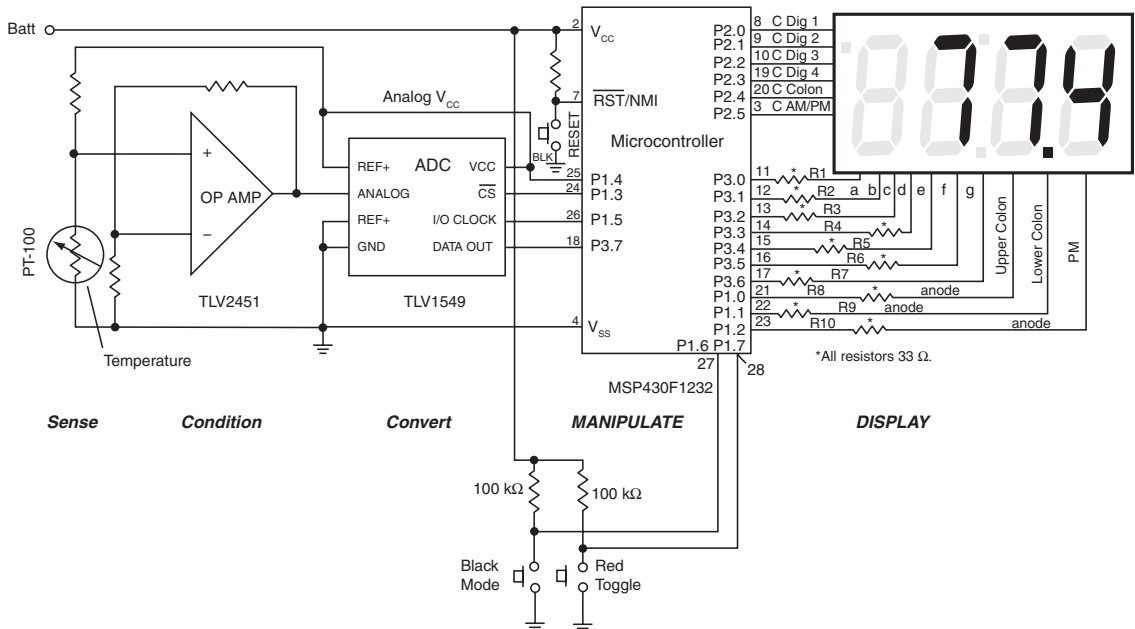 Batt
2
V CC
7
RST/NMI
RESET
BLK
Microcontroller
25
P1.4
24
P1.3
26
P1.5
18
P3.7
4
V SS
P1.6 P1.7
27
28
MSP430F1232
P2.0
8 C Dig 1
P2.1
9 C Dig 2
P2.2
10 C Dig 3
P2.3
19 C Dig 4
P2.4
20 C Colon
P2.5
3 C AM/PM
774
P3.0
11
* R1
P3.1
12
* R2
P3.2
13
* R3
P3.3
14
R4 *
P3.4
15
* R5
P3.5
16
R6 *
P3.6
17
* R7
P1.0
21
R8 * anode
P1.1
22
* R9 anode
P1.2
23
R10 * anode
a b c d e f g
Upper Colon
Lower Colon
PM
*All resistors 33 Ω.
Analog V CC
ADC
REF+
VCC
ANALOG
CS
REF+
I/O CLOCK
GND
DATA OUT
TLV1549
+
OP AMP
−
TLV2451
PT-100
Temperature
Sense
Condition
Convert
MANIPULATE
DISPLAY
100 kΩ
100 kΩ
Black
Mode
Red
Toggle